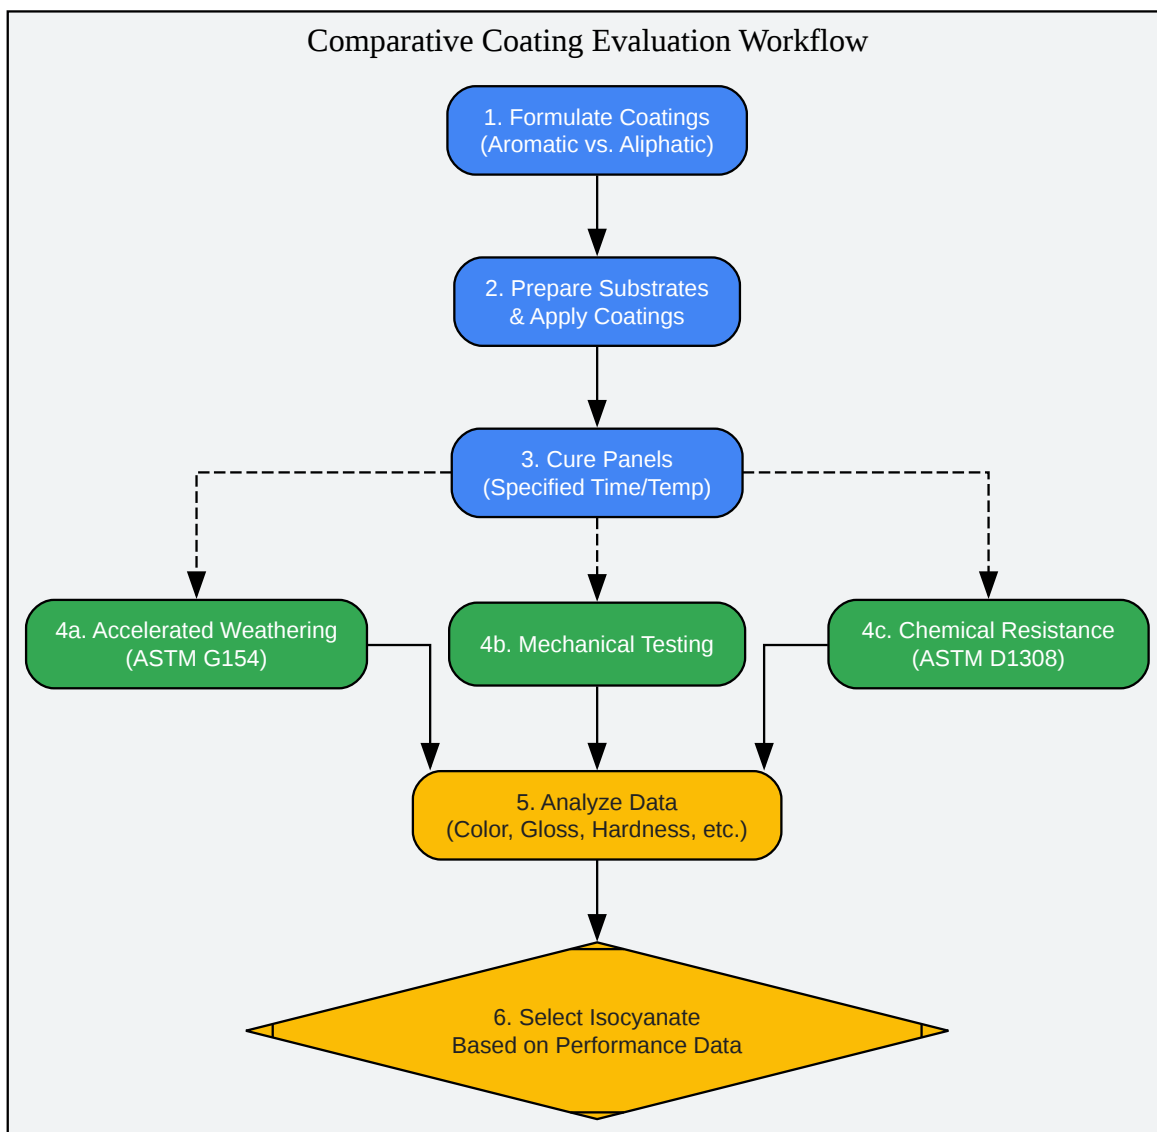 Comparative Coating Evaluation Workflow
1. Formulate Coatings
(Aromatic vs. Aliphatic)
2. Prepare Substrates
& Apply Coatings
3. Cure Panels
(Specified Time/Temp)
4a. Accelerated Weathering
(ASTM G154)
4b. Mechanical Testing
4c. Chemical Resistance
(ASTM D1308)
5. Analyze Data
(Color, Gloss, Hardness, etc.)
6. Select Isocyanate
Based on Performance Data